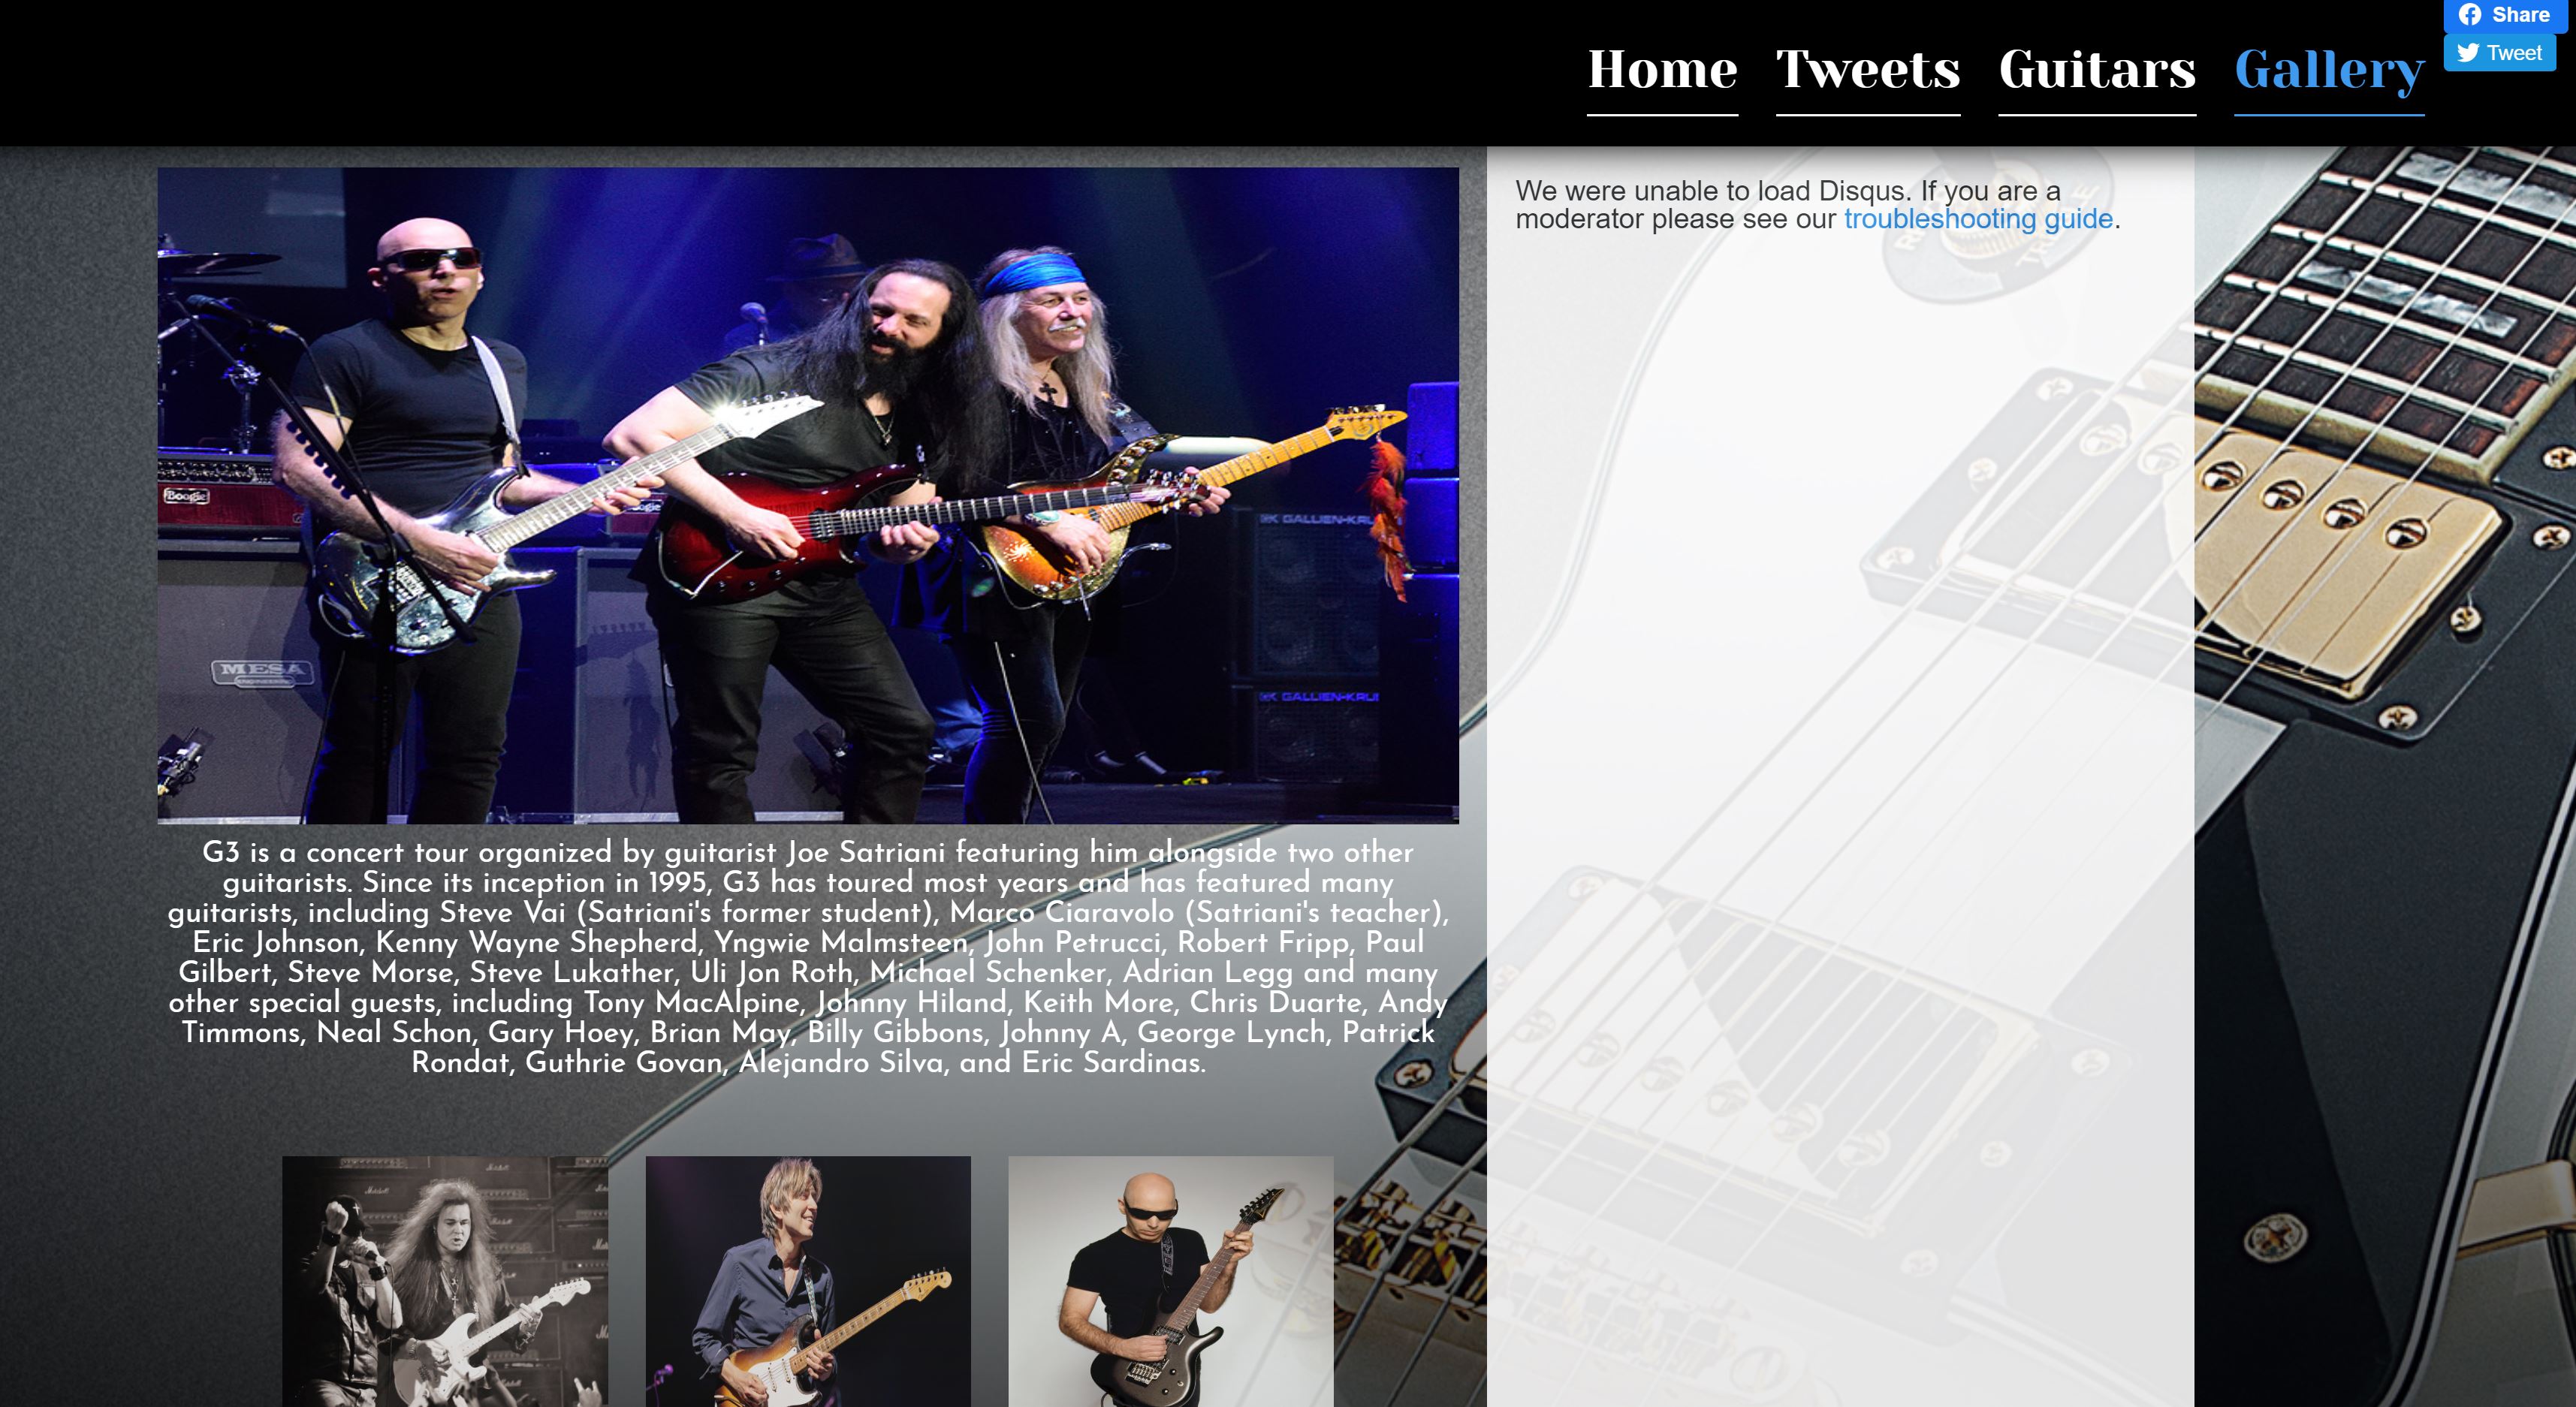 Share
Tweet
Home Tweets Guitars Gallery
We were unable to load Disqus. If you are a
moderator please see our troubleshooting guide.
Boogie
MESA
GK GALLIEN-KRU
GK GALLIEN-KRU
G3 is a concert tour organized by guitarist Joe Satriani featuring him alongside two other
guitarists. Since its inception in 1995, G3 has toured most years and has featured many
guitarists, including Steve Vai (Satriani's former student), Marco Ciaravolo (Satriani's teacher),
Eric Johnson, Kenny Wayne Shepherd, Yngwie Malmsteen, John Petrucci, Robert Fripp, Paul
Gilbert, Steve Morse, Steve Lukather, Uli Jon Roth, Michael Schenker, Adrian Legg and many
other special guests, including Tony MacAlpine, Johnny Hiland, Keith More, Chris Duarte, Andy
Timmons, Neal Schon, Gary Hoey, Brian May, Billy Gibbons, Johnny A, George Lynch, Patrick
Rondat, Guthrie Govan, Alejandro Silva, and Eric Sardinas.